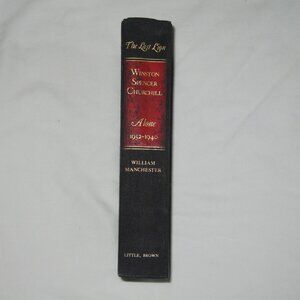 The Last Lion
WINSTON
SPENCER
CHURCHILL
Alone
1932-1940
WILLIAM
MANCHESTER
LITTLE, BROWN